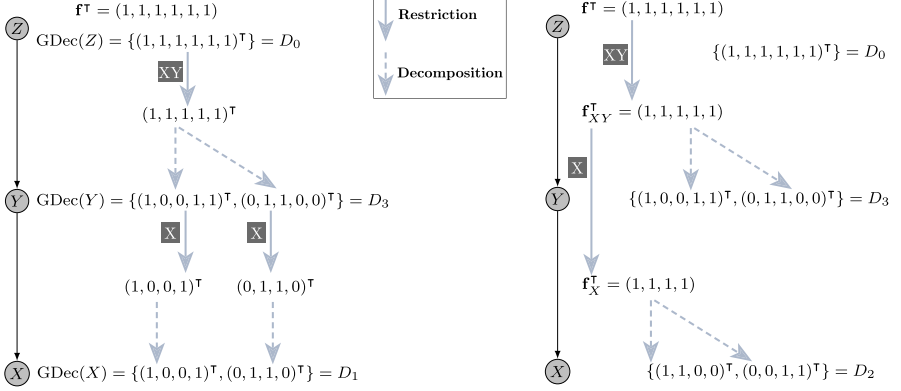 𝐟ᵀ = (1, 1, 1, 1, 1, 1)
Z
GDec(Z) = {(1, 1, 1, 1, 1, 1)ᵀ} = D₀
XY
(1, 1, 1, 1, 1)ᵀ
Y
GDec(Y) = {(1, 0, 0, 1, 1)ᵀ, (0, 1, 1, 0, 0)ᵀ} = D₃
X
X
(1, 0, 0, 1)ᵀ
(0, 1, 1, 0)ᵀ
X
GDec(X) = {(1, 0, 0, 1)ᵀ, (0, 1, 1, 0)ᵀ} = D₁
Restriction
Decomposition
𝐟ᵀ = (1, 1, 1, 1, 1, 1)
Z
{(1, 1, 1, 1, 1, 1)ᵀ} = D₀
XY
𝐟ᵀ_XY = (1, 1, 1, 1, 1)
X
Y
{(1, 0, 0, 1, 1)ᵀ, (0, 1, 1, 0, 0)ᵀ} = D₃
𝐟ᵀ_X = (1, 1, 1, 1)
X
{(1, 1, 0, 0)ᵀ, (0, 0, 1, 1)ᵀ} = D₂